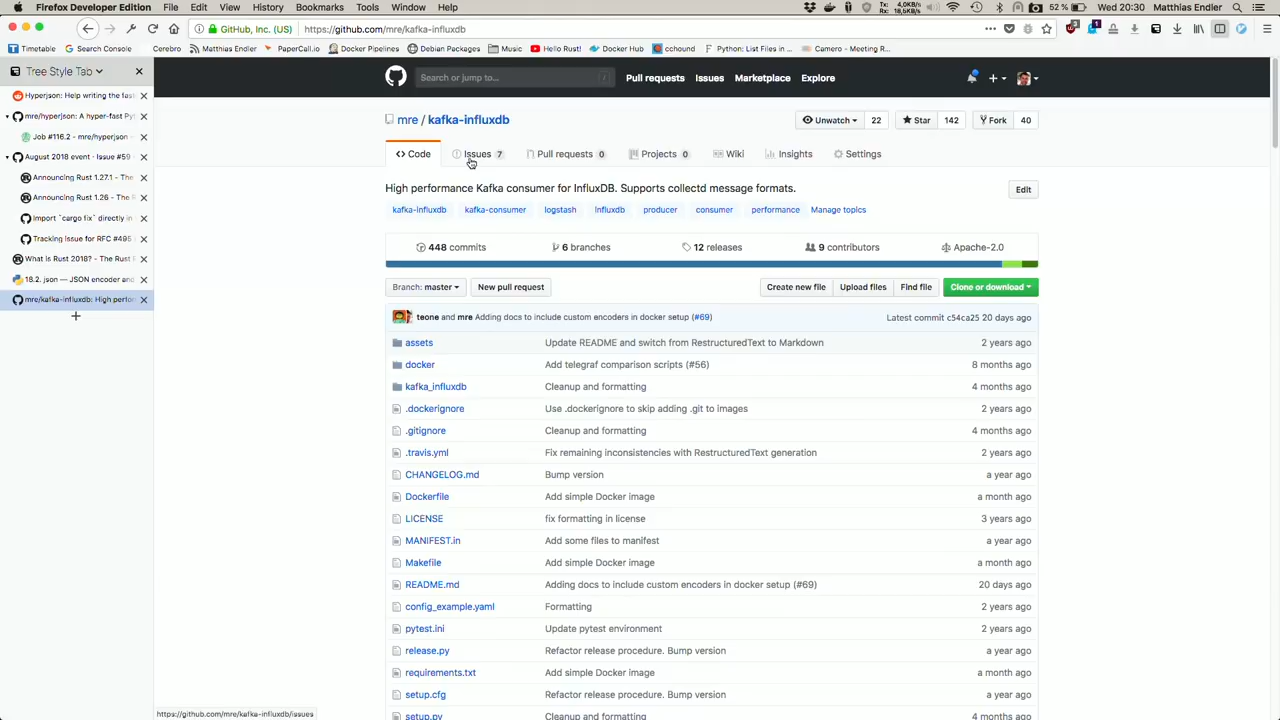 Firefox Developer Edition File Edit View History Bookmarks Tools Window Help Tx: 4,0KB/s Rx: 18,5KB/s 52 % Wed 20:30 Matthias Endler
GitHub, Inc. (US) https://github.com/mre/kafka-influxdb
Timetable Search Console Cerebro Matthias Endler PaperCall.io Docker Pipelines Debian Packages Music Hello Rust! Docker Hub cchound Python: List Files in ... Camero - Meeting R...
Tree Style Tab
Search or jump to... / Pull requests Issues Marketplace Explore
Hyperjson: Help writing the fas
mre/hyperjson: A hyper-fast Py
Job #116.2 - mre/hyperjson -
August 2018 event · Issue #59
Announcing Rust 1.27.1 - The
Announcing Rust 1.26 - The R
Import `cargo fix` directly in
Tracking issue for RFC #495
What Is Rust 2018? - The Rust
18.2. json — JSON encoder and
mre/kafka-influxdb: High perfor
mre / kafka-influxdb Unwatch 22 Star 142 Fork 40
Code Issues 7 Pull requests 0 Projects 0 Wiki Insights Settings
High performance Kafka consumer for InfluxDB. Supports collectd message formats. Edit
kafka-influxdb kafka-consumer logstash influxdb producer consumer performance Manage topics
448 commits 6 branches 12 releases 9 contributors Apache-2.0
Branch: master New pull request Create new file Upload files Find file Clone or download
teone and mre Adding docs to include custom encoders in docker setup (#69) Latest commit c54ca25 20 days ago
assets Update README and switch from RestructuredText to Markdown 2 years ago
docker Add telegraf comparison scripts (#56) 8 months ago
kafka_influxdb Cleanup and formatting 4 months ago
.dockerignore Use .dockerignore to skip adding .git to images 2 years ago
.gitignore Cleanup and formatting 4 months ago
.travis.yml Fix remaining inconsistencies with RestructuredText generation 2 years ago
CHANGELOG.md Bump version a year ago
Dockerfile Add simple Docker image a month ago
LICENSE fix formatting in license 3 years ago
MANIFEST.in Add some files to manifest a year ago
Makefile Add simple Docker image a month ago
README.md Adding docs to include custom encoders in docker setup (#69) 20 days ago
config_example.yaml Formatting 2 years ago
pytest.ini Update pytest environment 2 years ago
release.py Refactor release procedure. Bump version a year ago
requirements.txt Add simple Docker image a month ago
setup.cfg Refactor release procedure. Bump version a year ago
setup.py Cleanup and formatting 4 months ago
https://github.com/mre/kafka-influxdb/issues